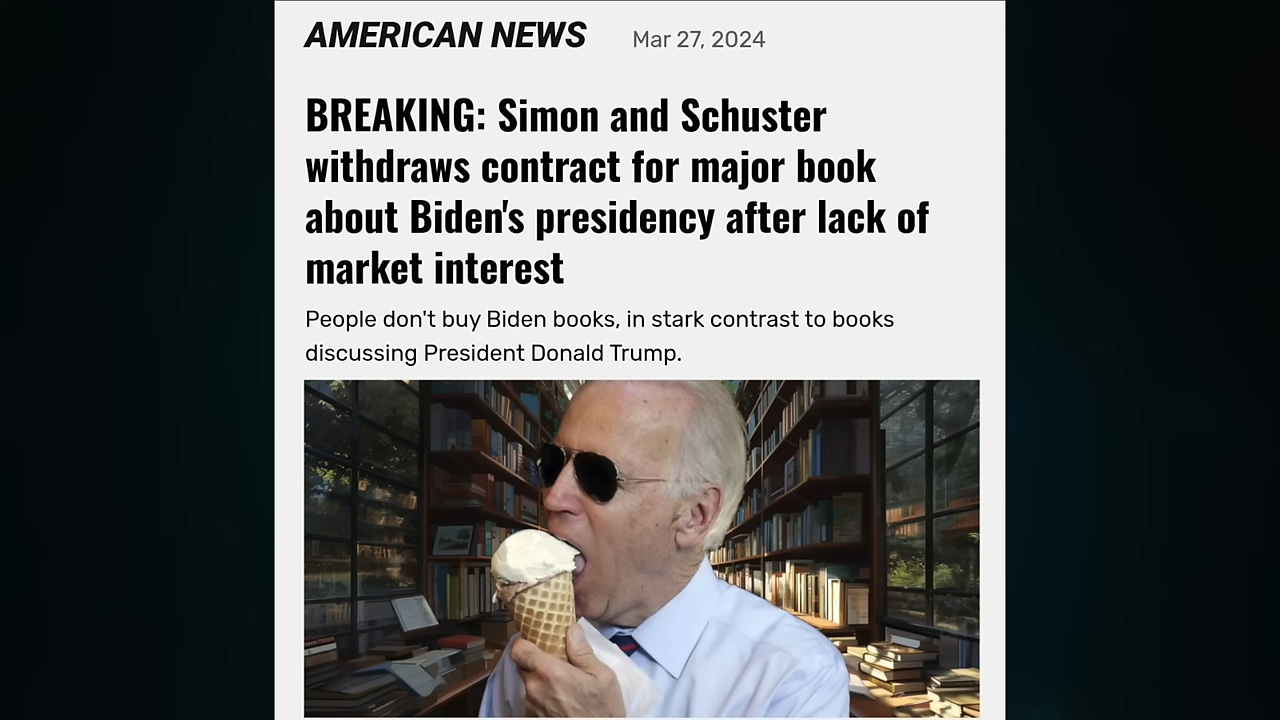 AMERICAN NEWS Mar 27, 2024
BREAKING: Simon and Schuster
withdraws contract for major book
about Biden's presidency after lack of
market interest
People don't buy Biden books, in stark contrast to books
discussing President Donald Trump.